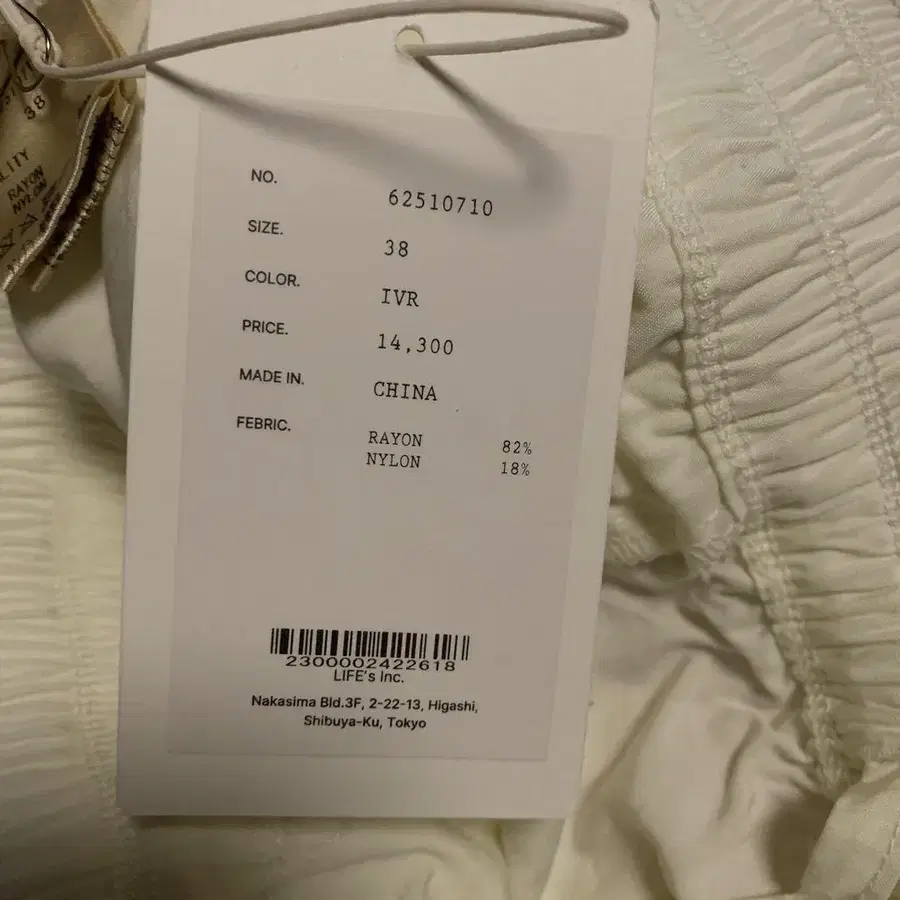 NO. 62510710
SIZE. 38
COLOR. IVR
PRICE. 14,300
MADE IN. CHINA
FEBRIC. RAYON 82%
NYLON 18%
2300002422618
LIFE's Inc.
Nakasima Bld.3F, 2-22-13, Higashi,
Shibuya-Ku, Tokyo
38
RAYON
NYLON